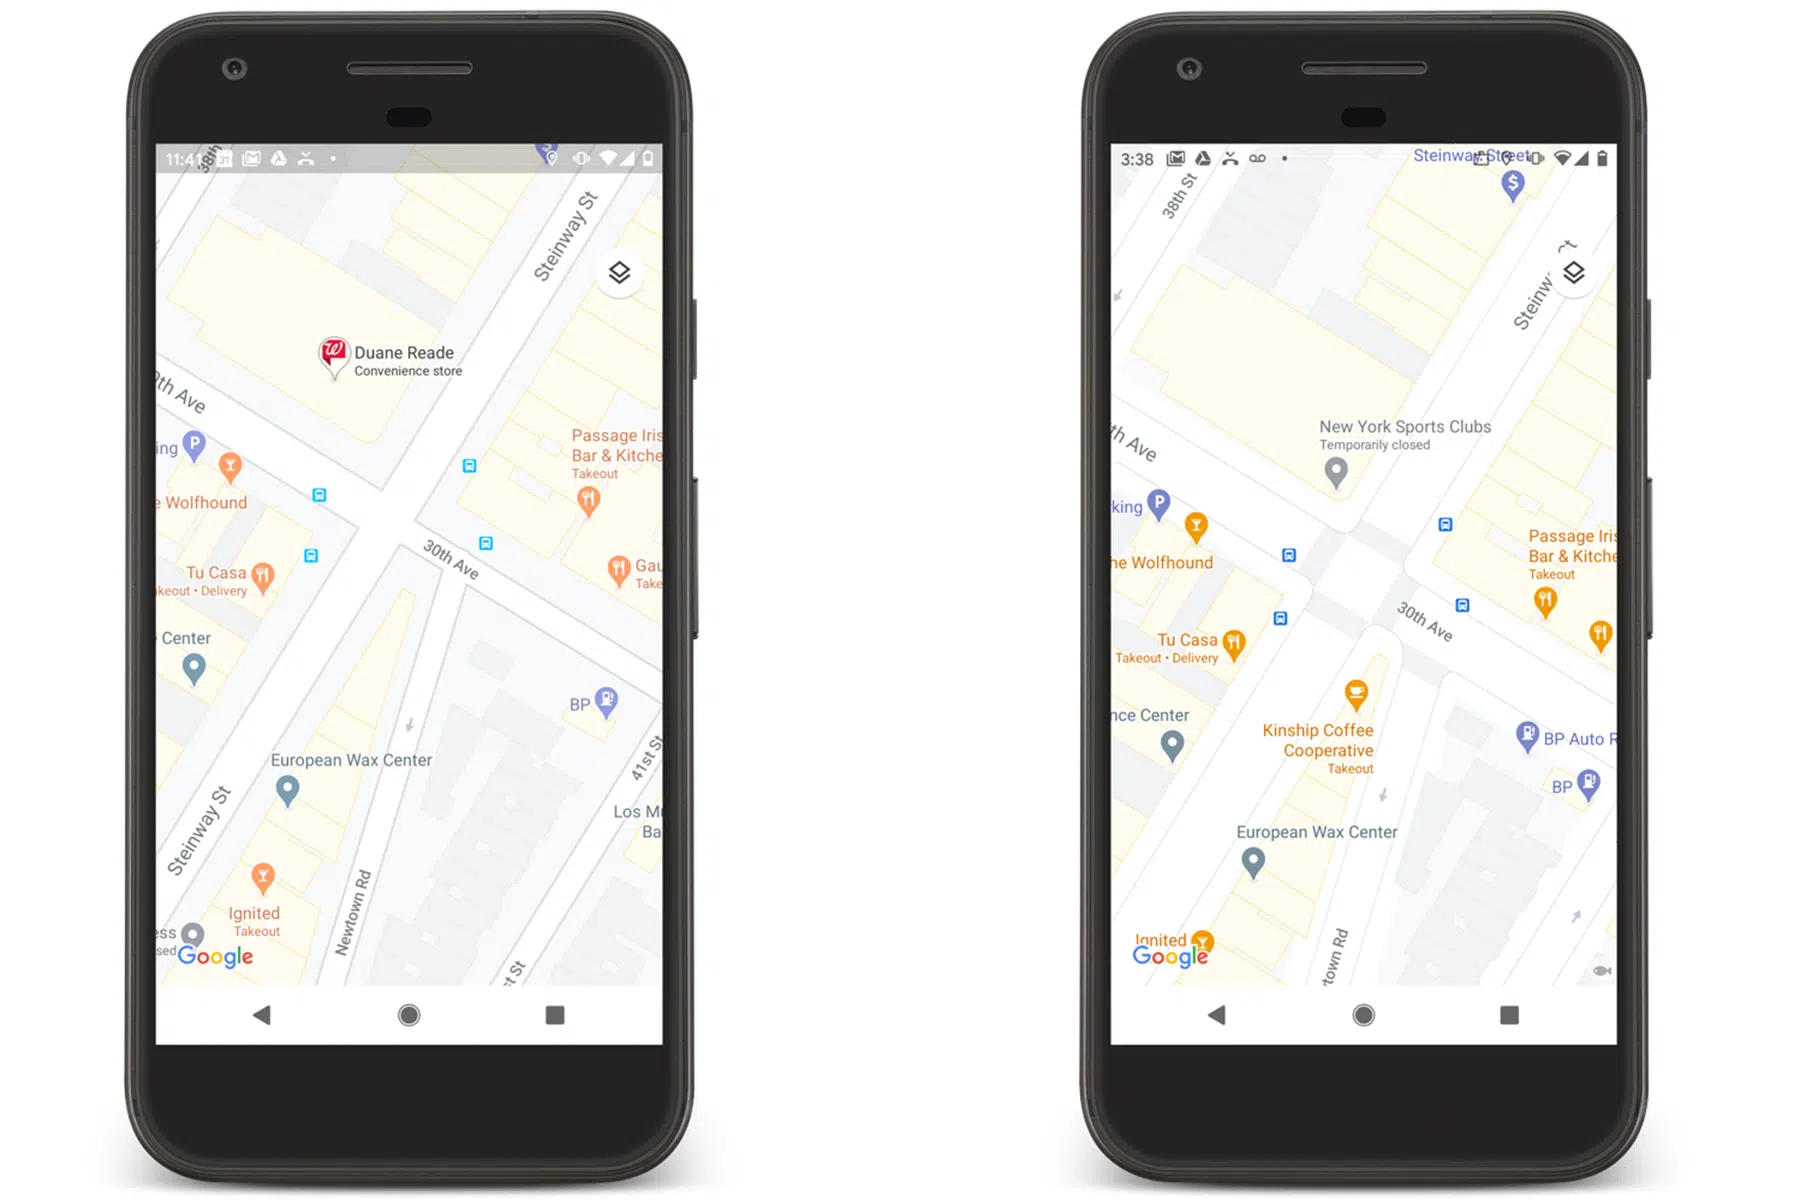 11:41
31
38th
Steinway St
W
Duane Reade
Convenience store
0th Ave
ing P
Passage Iris
Bar & Kitche
Takeout
e Wolfhound
30th Ave
Gau
Take
Tu Casa
keout • Delivery
Center
BP
41st St
European Wax Center
Los Mu
Ba
Steinway St
Newtown Rd
Ignited
Takeout
ess
sed
Google
st St
3:38
Steinway Street
$
38th St
Steinw
New York Sports Clubs
Temporarily closed
th Ave
king P
Passage Iris
Bar & Kitche
Takeout
he Wolfhound
30th Ave
Tu Casa
Takeout • Delivery
nce Center
Kinship Coffee
Cooperative
Takeout
BP Auto R
BP
European Wax Center
Ignited
Google
town Rd